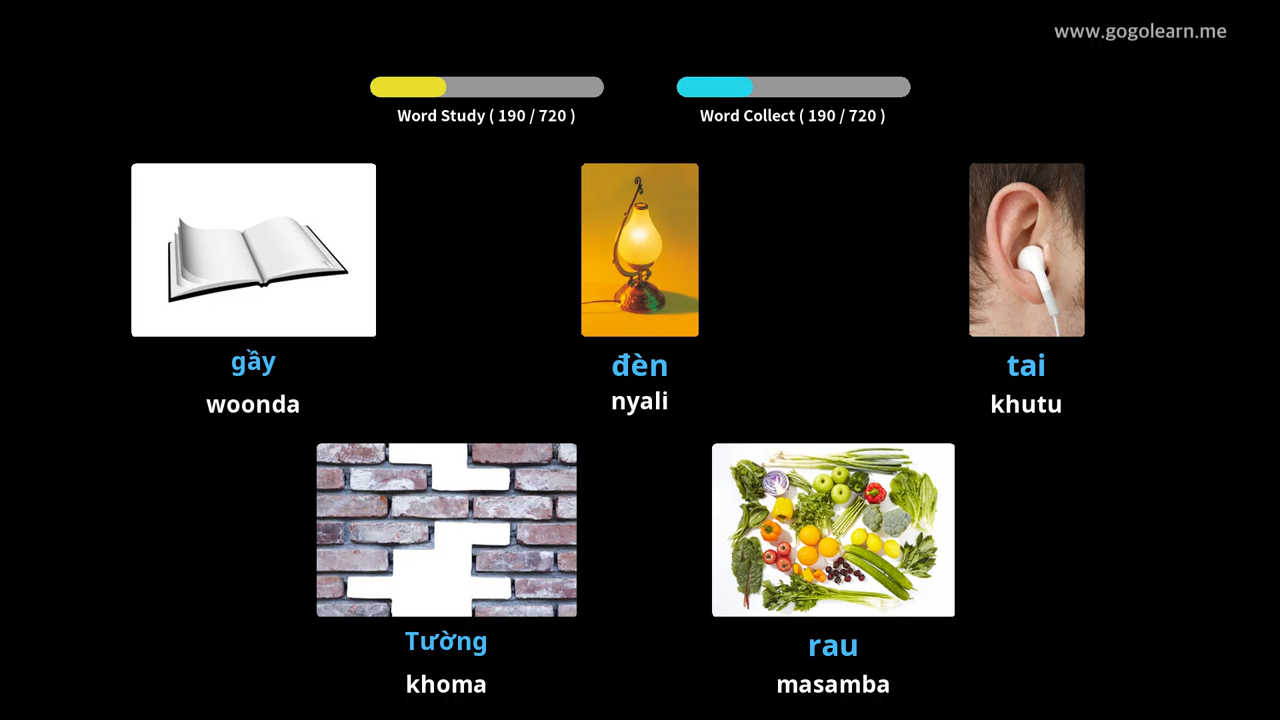 www.gogolearn.me
Word Study ( 190 / 720 )
Word Collect ( 190 / 720 )
gầy
woonda
đèn
nyali
tai
khutu
Tường
khoma
rau
masamba